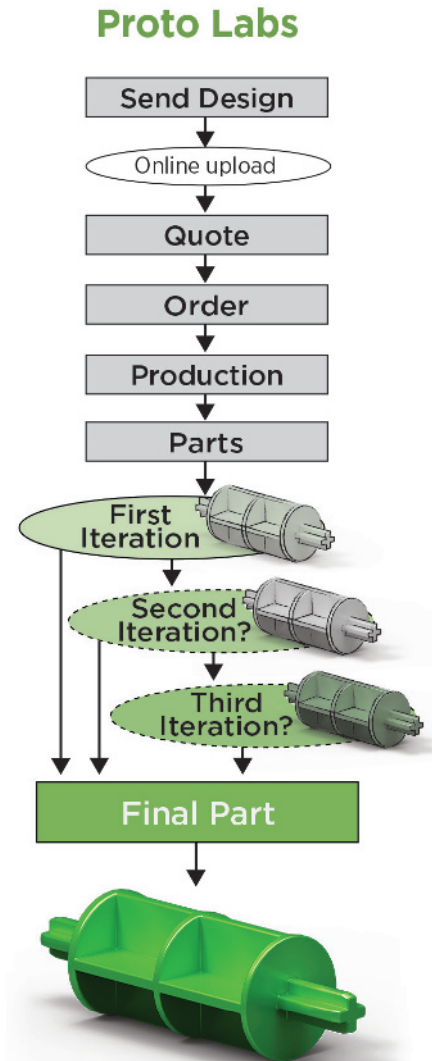 Proto Labs
Send Design
Online upload
Quote
Order
Production
Parts
First
Iteration
Second
Iteration?
Third
Iteration?
Final Part